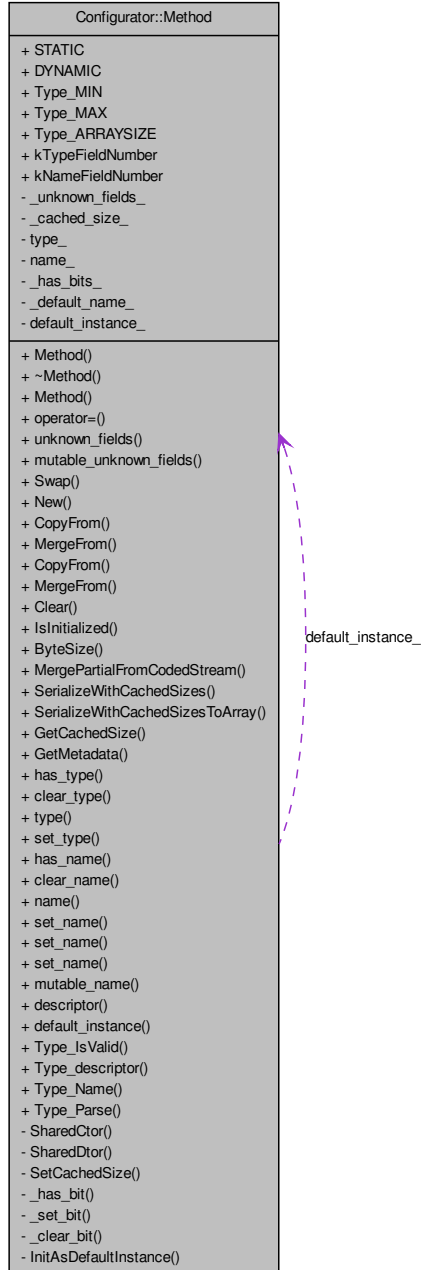 Configurator::Method
+ STATIC
+ DYNAMIC
+ Type_MIN
+ Type_MAX
+ Type_ARRAYSIZE
+ kTypeFieldNumber
+ kNameFieldNumber
- _unknown_fields_
- _cached_size_
- type_
- name_
- _has_bits_
- _default_name_
- default_instance_
+ Method()
+ ~Method()
+ Method()
+ operator=()
+ unknown_fields()
+ mutable_unknown_fields()
+ Swap()
+ New()
+ CopyFrom()
+ MergeFrom()
+ CopyFrom()
+ MergeFrom()
+ Clear()
+ IsInitialized()
+ ByteSize()
+ MergePartialFromCodedStream()
+ SerializeWithCachedSizes()
+ SerializeWithCachedSizesToArray()
+ GetCachedSize()
+ GetMetadata()
+ has_type()
+ clear_type()
+ type()
+ set_type()
+ has_name()
+ clear_name()
+ name()
+ set_name()
+ set_name()
+ set_name()
+ mutable_name()
+ descriptor()
+ default_instance()
+ Type_IsValid()
+ Type_descriptor()
+ Type_Name()
+ Type_Parse()
- SharedCtor()
- SharedDtor()
- SetCachedSize()
- _has_bit()
- _set_bit()
- _clear_bit()
- InitAsDefaultInstance()
default_instance_